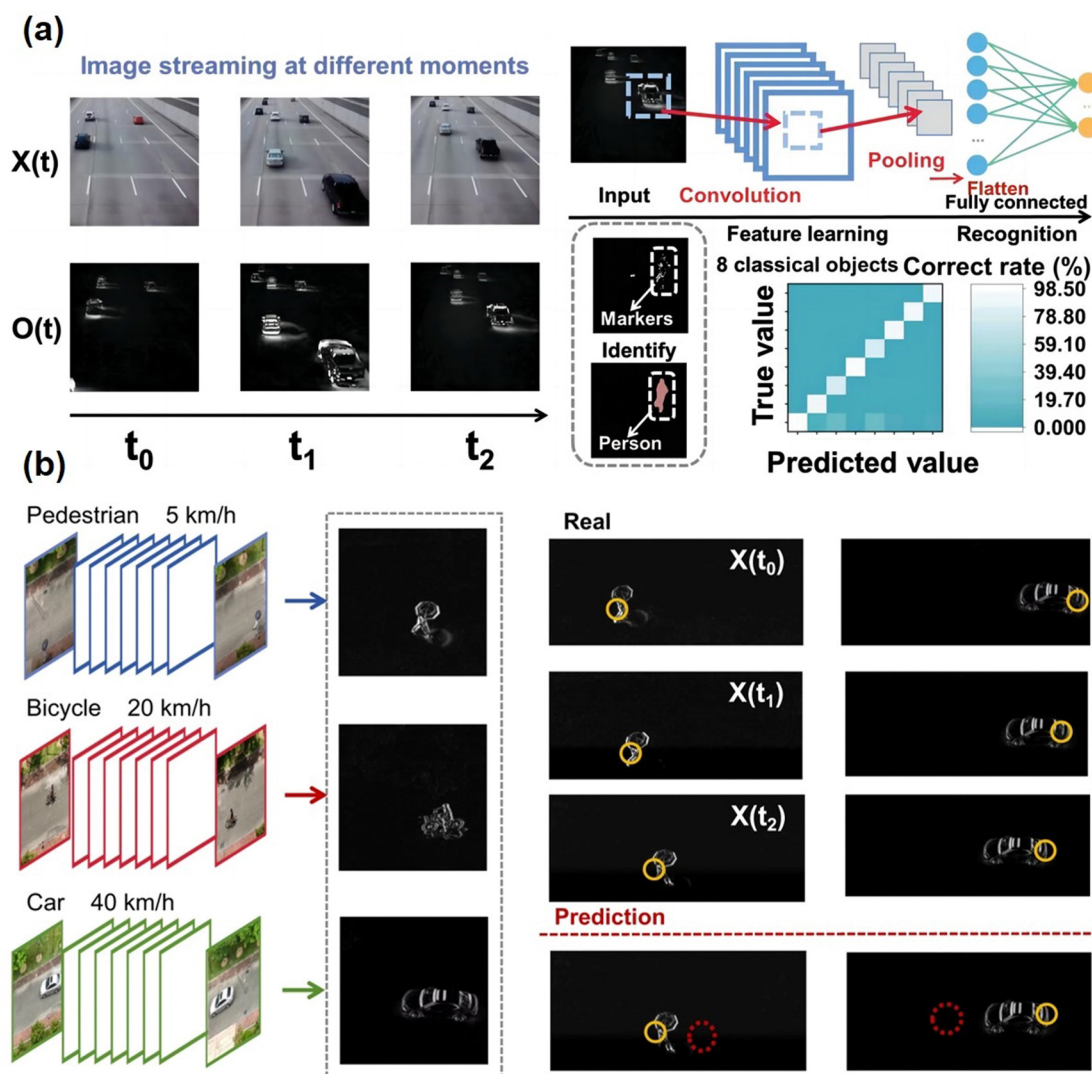 (a)
Image streaming at different moments
X(t)
O(t)
t0
t1
t2
Input
Convolution
Pooling
Flatten
Fully connected
Feature learning
Recognition
Markers
Identify
Person
8 classical objects
Correct rate (%)
True value
98.50
78.80
59.10
39.40
19.70
0.000
Predicted value
(b)
Pedestrian 5 km/h
Bicycle 20 km/h
Car 40 km/h
Real
X(t0)
X(t1)
X(t2)
Prediction